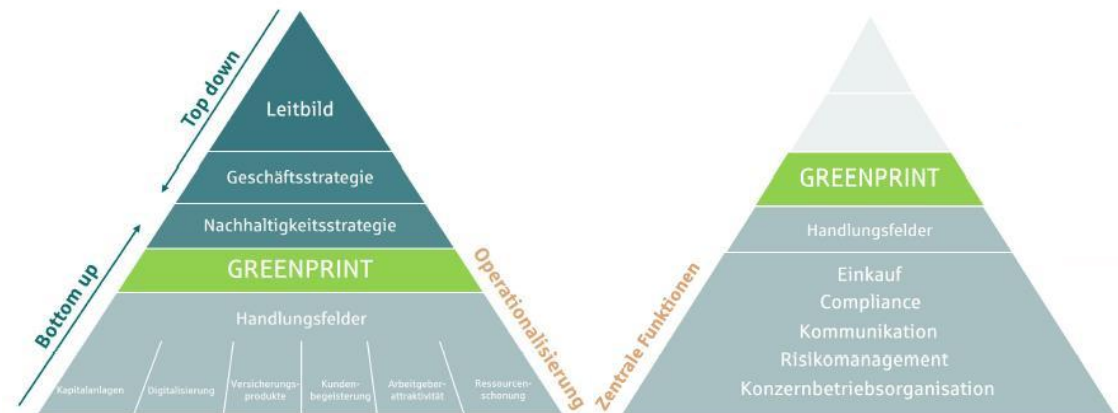 Top down
Leitbild
Geschäftsstrategie
Nachhaltigkeitsstrategie
GREENPRINT
Bottom up
Operationalisierung
Handlungsfelder
Kapitalanlagen
Digitalisierung
Versicherungs-
produkte
Kunden-
begeisterung
Arbeitgeber-
attraktivität
Ressourcen-
schonung
GREENPRINT
Handlungsfelder
Zentrale Funktionen
Einkauf
Compliance
Kommunikation
Risikomanagement
Konzernbetriebsorganisation